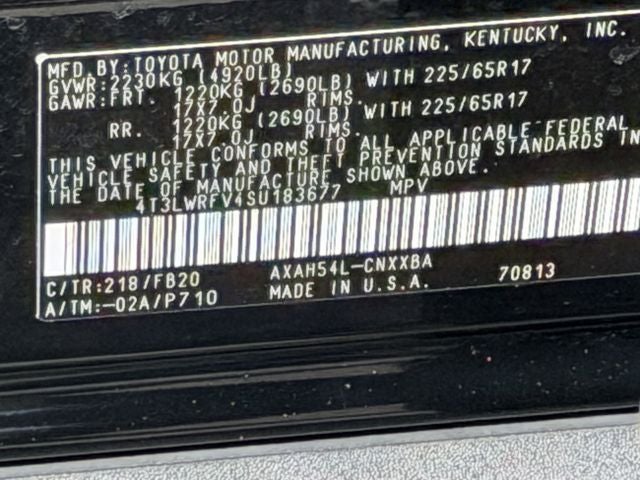 MFD.BY:TOYOTA MOTOR MANUFACTURING, KENTUCKY, INC.
GVWR:2230KG (4920LB)
GAWR:FRT. 1220KG (2690LB) WITH 225/65R17
17X7.0J RIMS.
RR. 1220KG (2690LB) WITH 225/65R17
17X7.0J RIMS.
THIS VEHICLE CONFORMS TO ALL APPLICABLE FEDERAL
VEHICLE SAFETY AND THEFT PREVENTION STANDARDS IN
THE DATE OF MANUFACTURE SHOWN ABOVE.
4T3LWRFV4SU183677 MPV
C/TR:218/FB20 AXAH54L-CNXXBA 70813
A/TM:-02A/P710 MADE IN U.S.A.